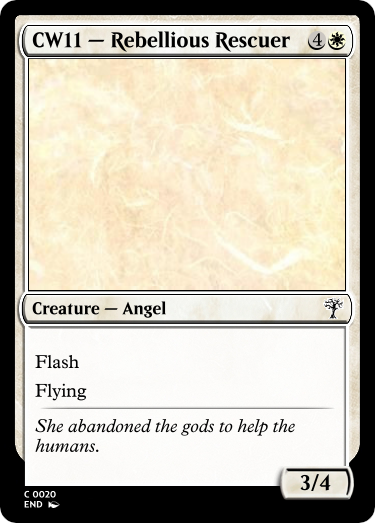 CW11 — Rebellious Rescuer 4
Creature — Angel
Flash
Flying
She abandoned the gods to help the
humans.
3/4
C 0020
END